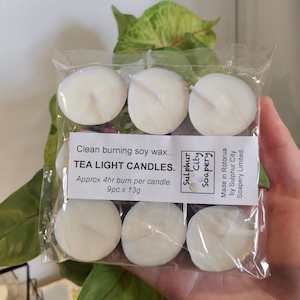 Clean burning soy wax...
TEA LIGHT CANDLES.
Approx 4hr burn per candle.
9pc x 13g
Sulphur
City
Soapery
Made in Rotorua
by Sulphur City
Soapery Limited